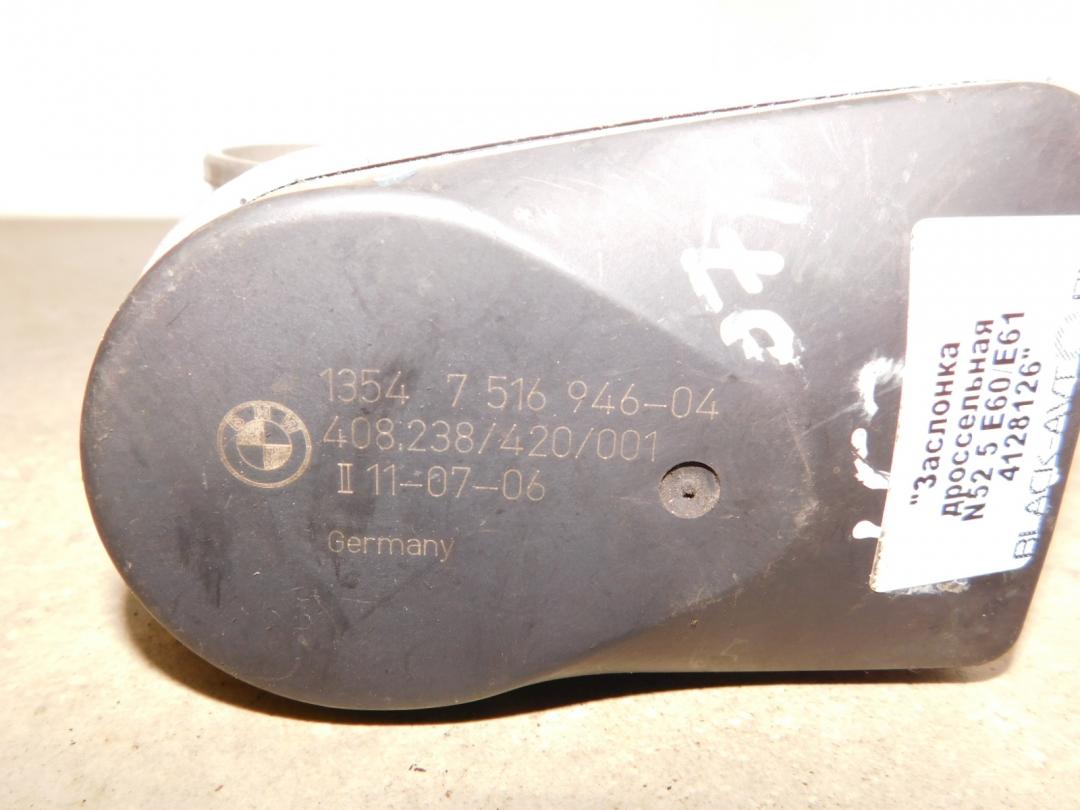 BMW
1354 7 516 946-04
408.238/420/001
II 11-07-06
Germany
"Заслонка
дроссельная
N52 5 E60/E61
4128126"